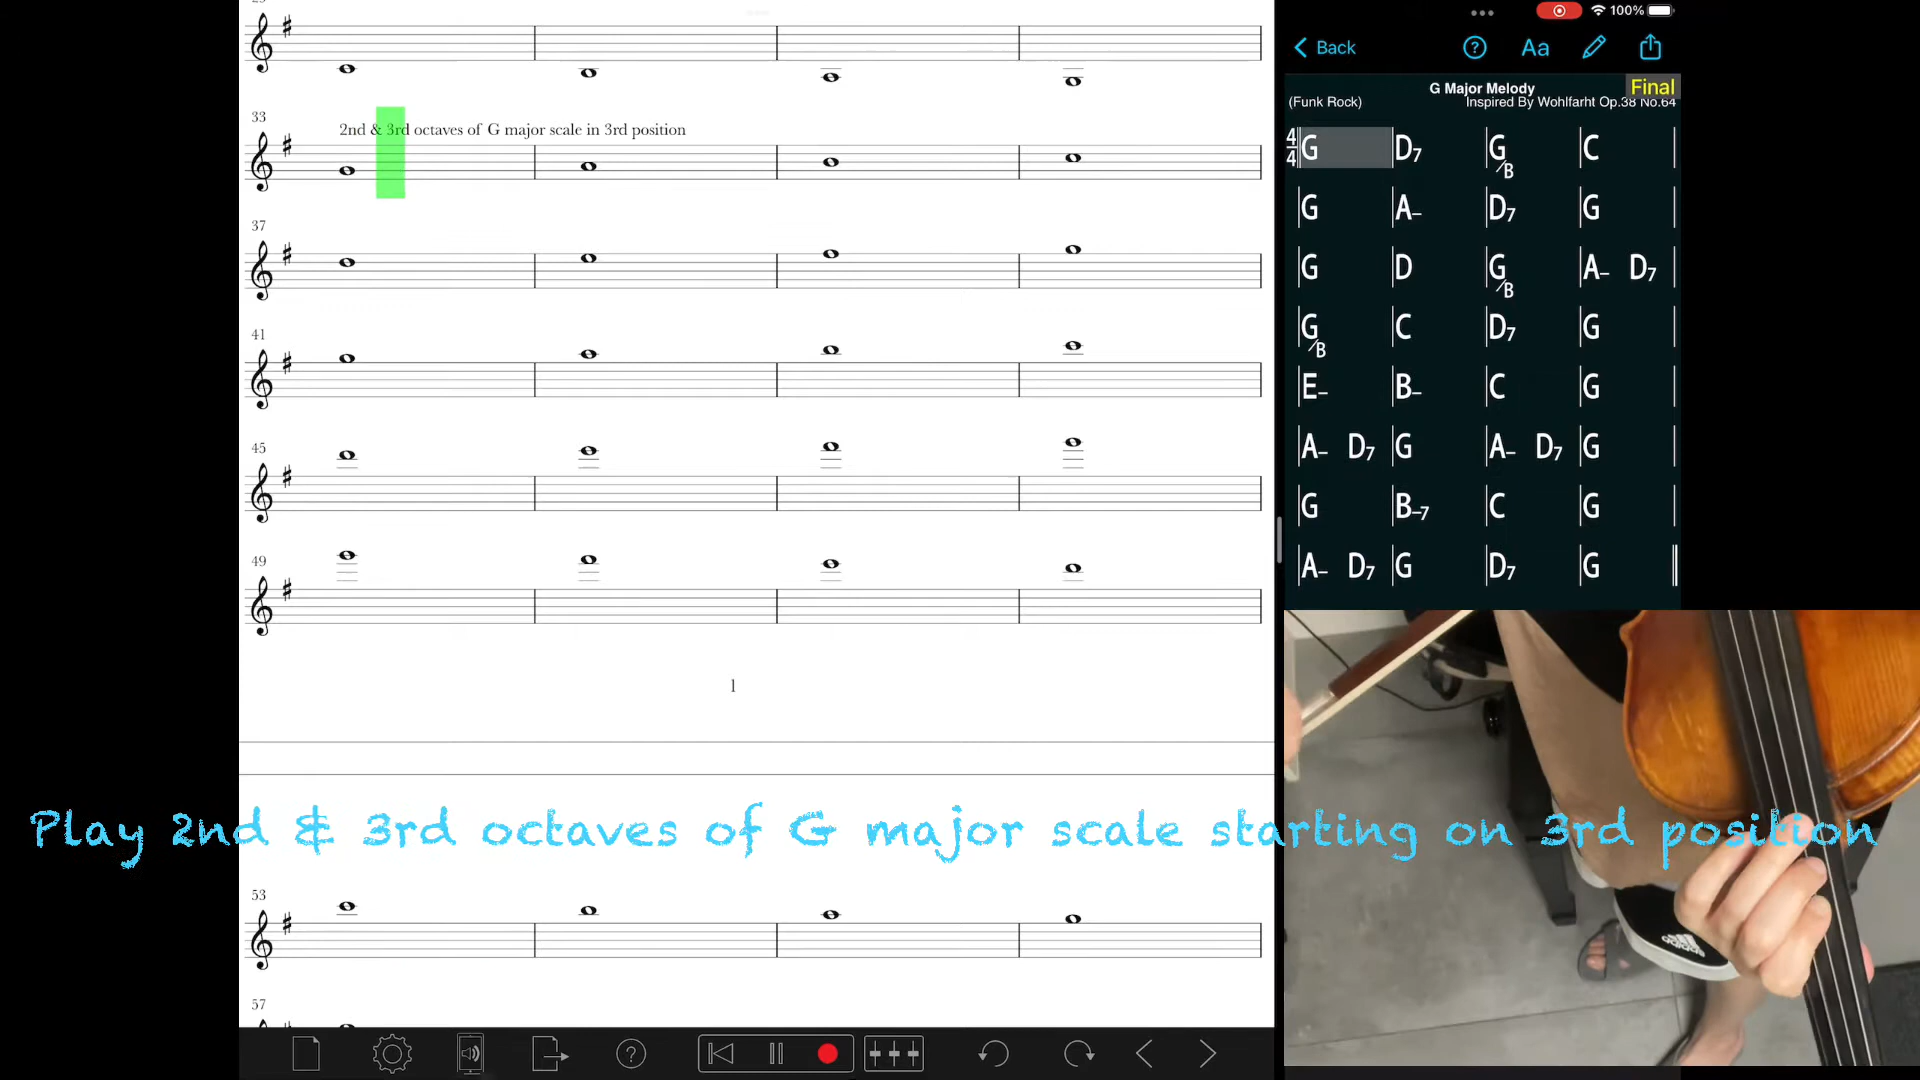 33
2nd & 3rd octaves of G major scale in 3rd position
37
41
45
49
1
53
57
Play 2nd & 3rd octaves of G major scale starting on 3rd position
100%
Back
?
Aa
G Major Melody
Final
(Funk Rock)
Inspired By Wohlfarht Op.38 No.64
4/4 G D7 G/B C
G A– D7 G
G D G/B A– D7
G/B C D7 G
E– B– C G
A– D7 G A– D7 G
G B–7 C G
A– D7 G D7 G
adidas
?